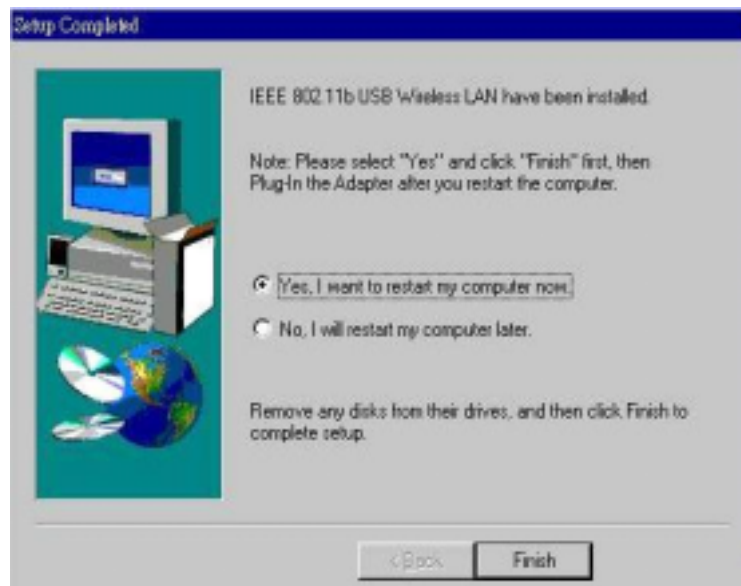 Setup Completed
IEEE 802.11b USB Wireless LAN have been installed.
Note: Please select "Yes" and click "Finish" first, then
Plug-In the Adapter after you restart the computer.
Yes, I want to restart my computer now.
No, I will restart my computer later.
Remove any disks from their drives, and then click Finish to
complete setup.
< Back
Finish